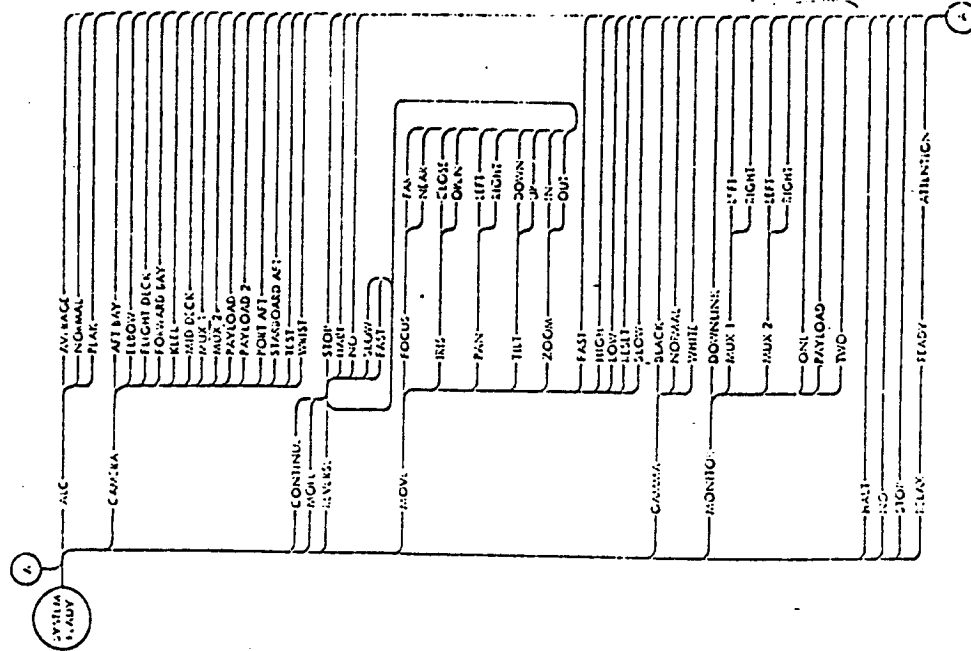 A
ALC
AVERAGE
NORMAL
PEAK
CAMERA
AFT BAY
ELBOW
FLIGHT DECK
FORWARD BAY
KEEL
MID DECK
MUX 1
MUX 2
PAYLOAD
PAYLOAD 2
PORT AFT
STARBOARD AFT
TEST
WRIST
CONTINUE
MORE
REVERSE
STOP
HALT
NO
SLOW
FAST
MOVE
FOCUS
FAR
NEAR
IRIS
CLOSE
OPEN
PAN
LEFT
RIGHT
TILT
DOWN
UP
ZOOM
IN
OUT
FAST
HIGH
LOW
RESET
SLOW
GAMMA
BLACK
NORMAL
WHITE
MONITOR
DOWNLINK
MUX 1
LEFT
RIGHT
MUX 2
LEFT
RIGHT
ONE
PAYLOAD
TWO
HALT
NO
STOP
RELAX
READY
ATTENTION
A